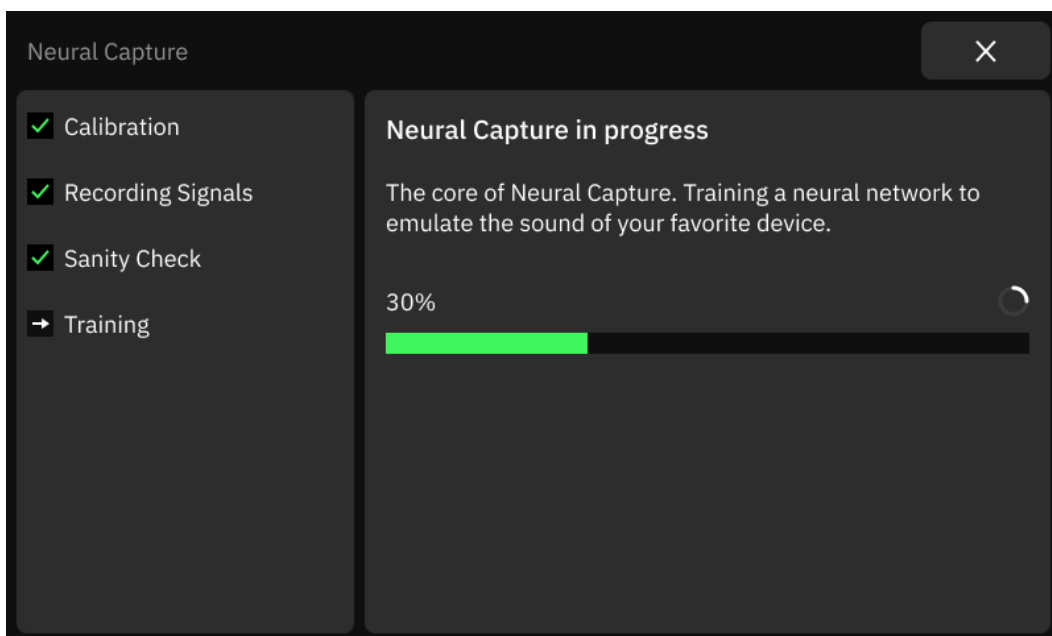 Neural Capture
Calibration
Recording Signals
Sanity Check
Training
Neural Capture in progress
The core of Neural Capture. Training a neural network to
emulate the sound of your favorite device.
30%